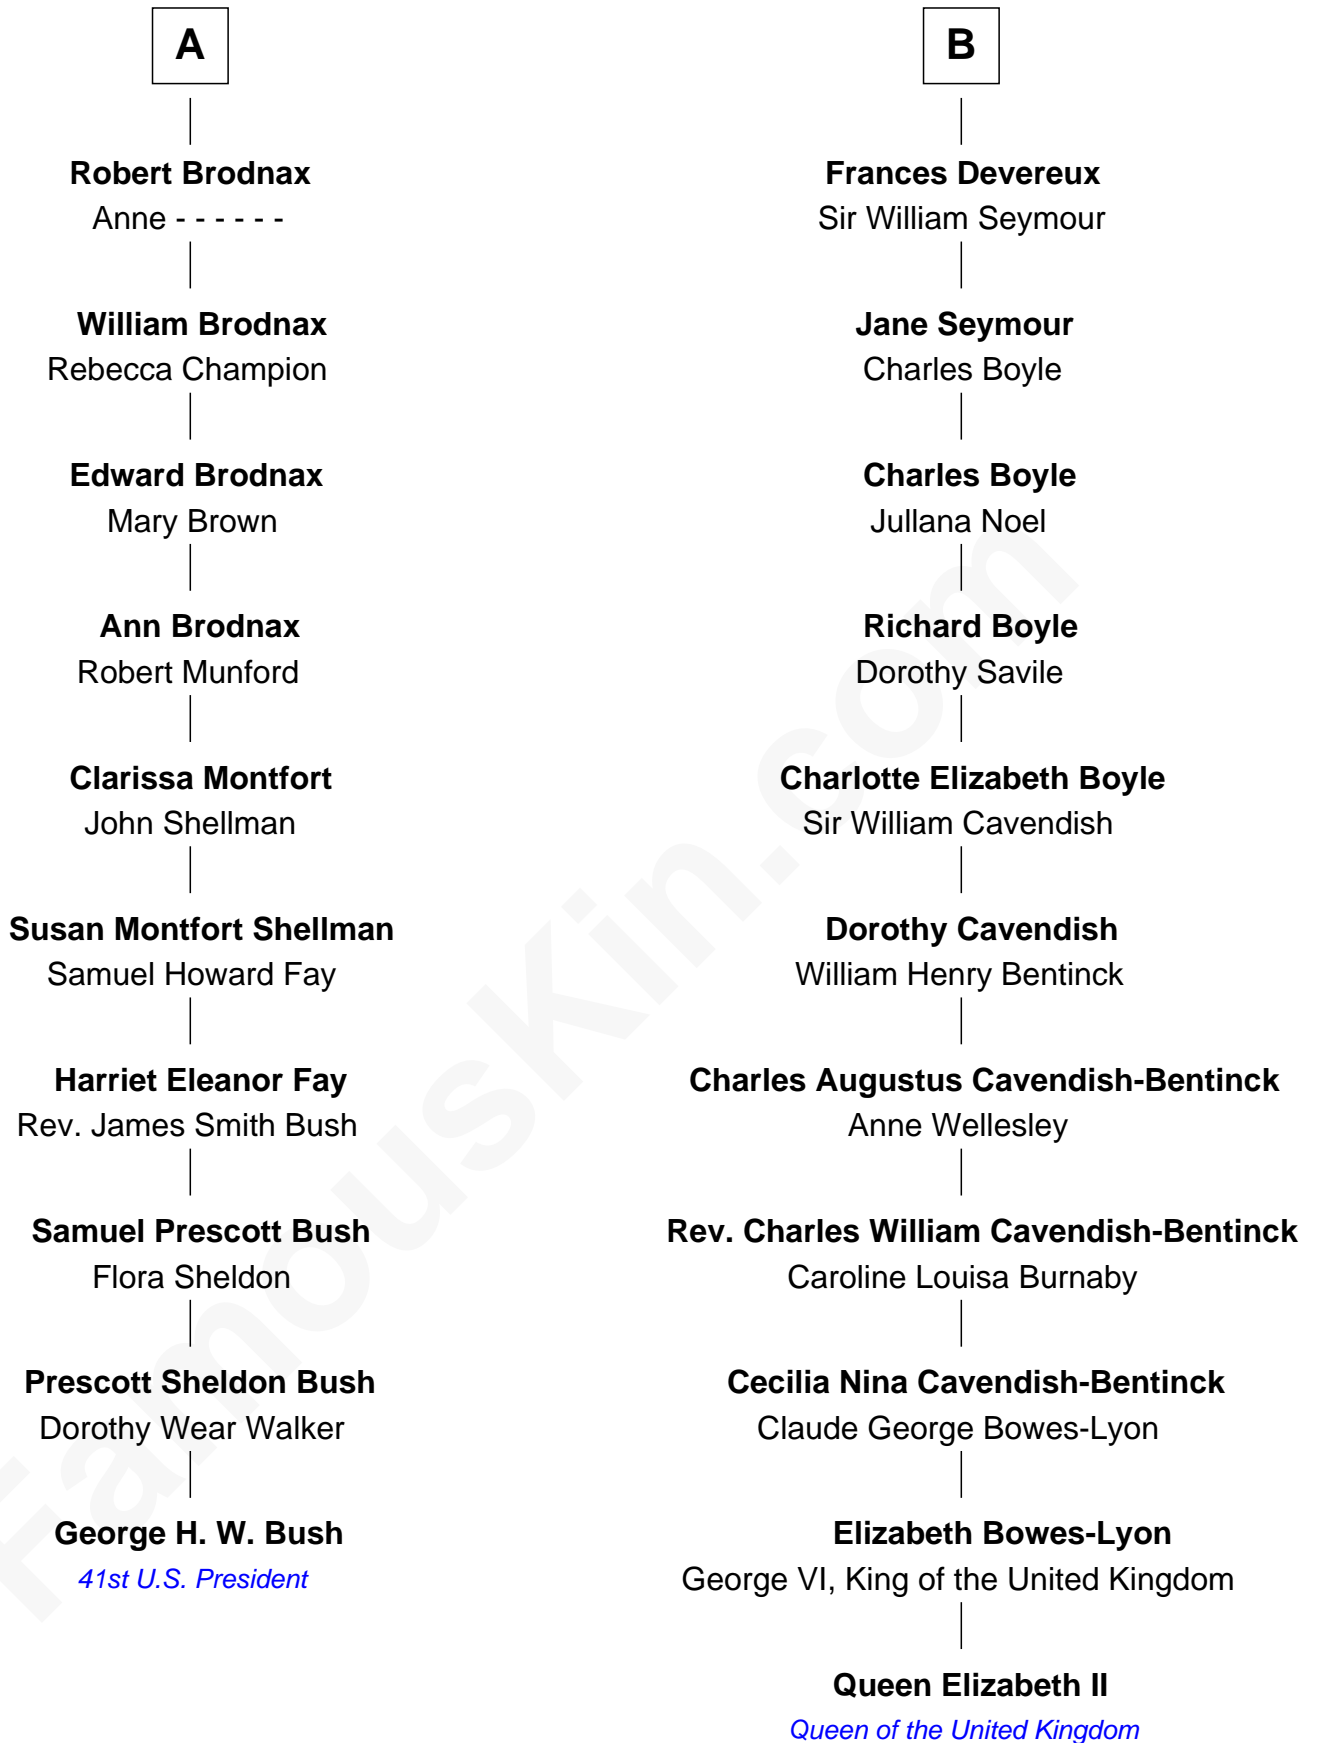 A
Robert Brodnax
Anne - - - - - -
William Brodnax
Rebecca Champion
Edward Brodnax
Mary Brown
Ann Brodnax
Robert Munford
Clarissa Montfort
John Shellman
Susan Montfort Shellman
Samuel Howard Fay
Harriet Eleanor Fay
Rev. James Smith Bush
Samuel Prescott Bush
Flora Sheldon
Prescott Sheldon Bush
Dorothy Wear Walker
George H. W. Bush
41st U.S. President
B
Frances Devereux
Sir William Seymour
Jane Seymour
Charles Boyle
Charles Boyle
Jullana Noel
Richard Boyle
Dorothy Savile
Charlotte Elizabeth Boyle
Sir William Cavendish
Dorothy Cavendish
William Henry Bentinck
Charles Augustus Cavendish-Bentinck
Anne Wellesley
Rev. Charles William Cavendish-Bentinck
Caroline Louisa Burnaby
Cecilia Nina Cavendish-Bentinck
Claude George Bowes-Lyon
Elizabeth Bowes-Lyon
George VI, King of the United Kingdom
Queen Elizabeth II
Queen of the United Kingdom
FamousKin.com